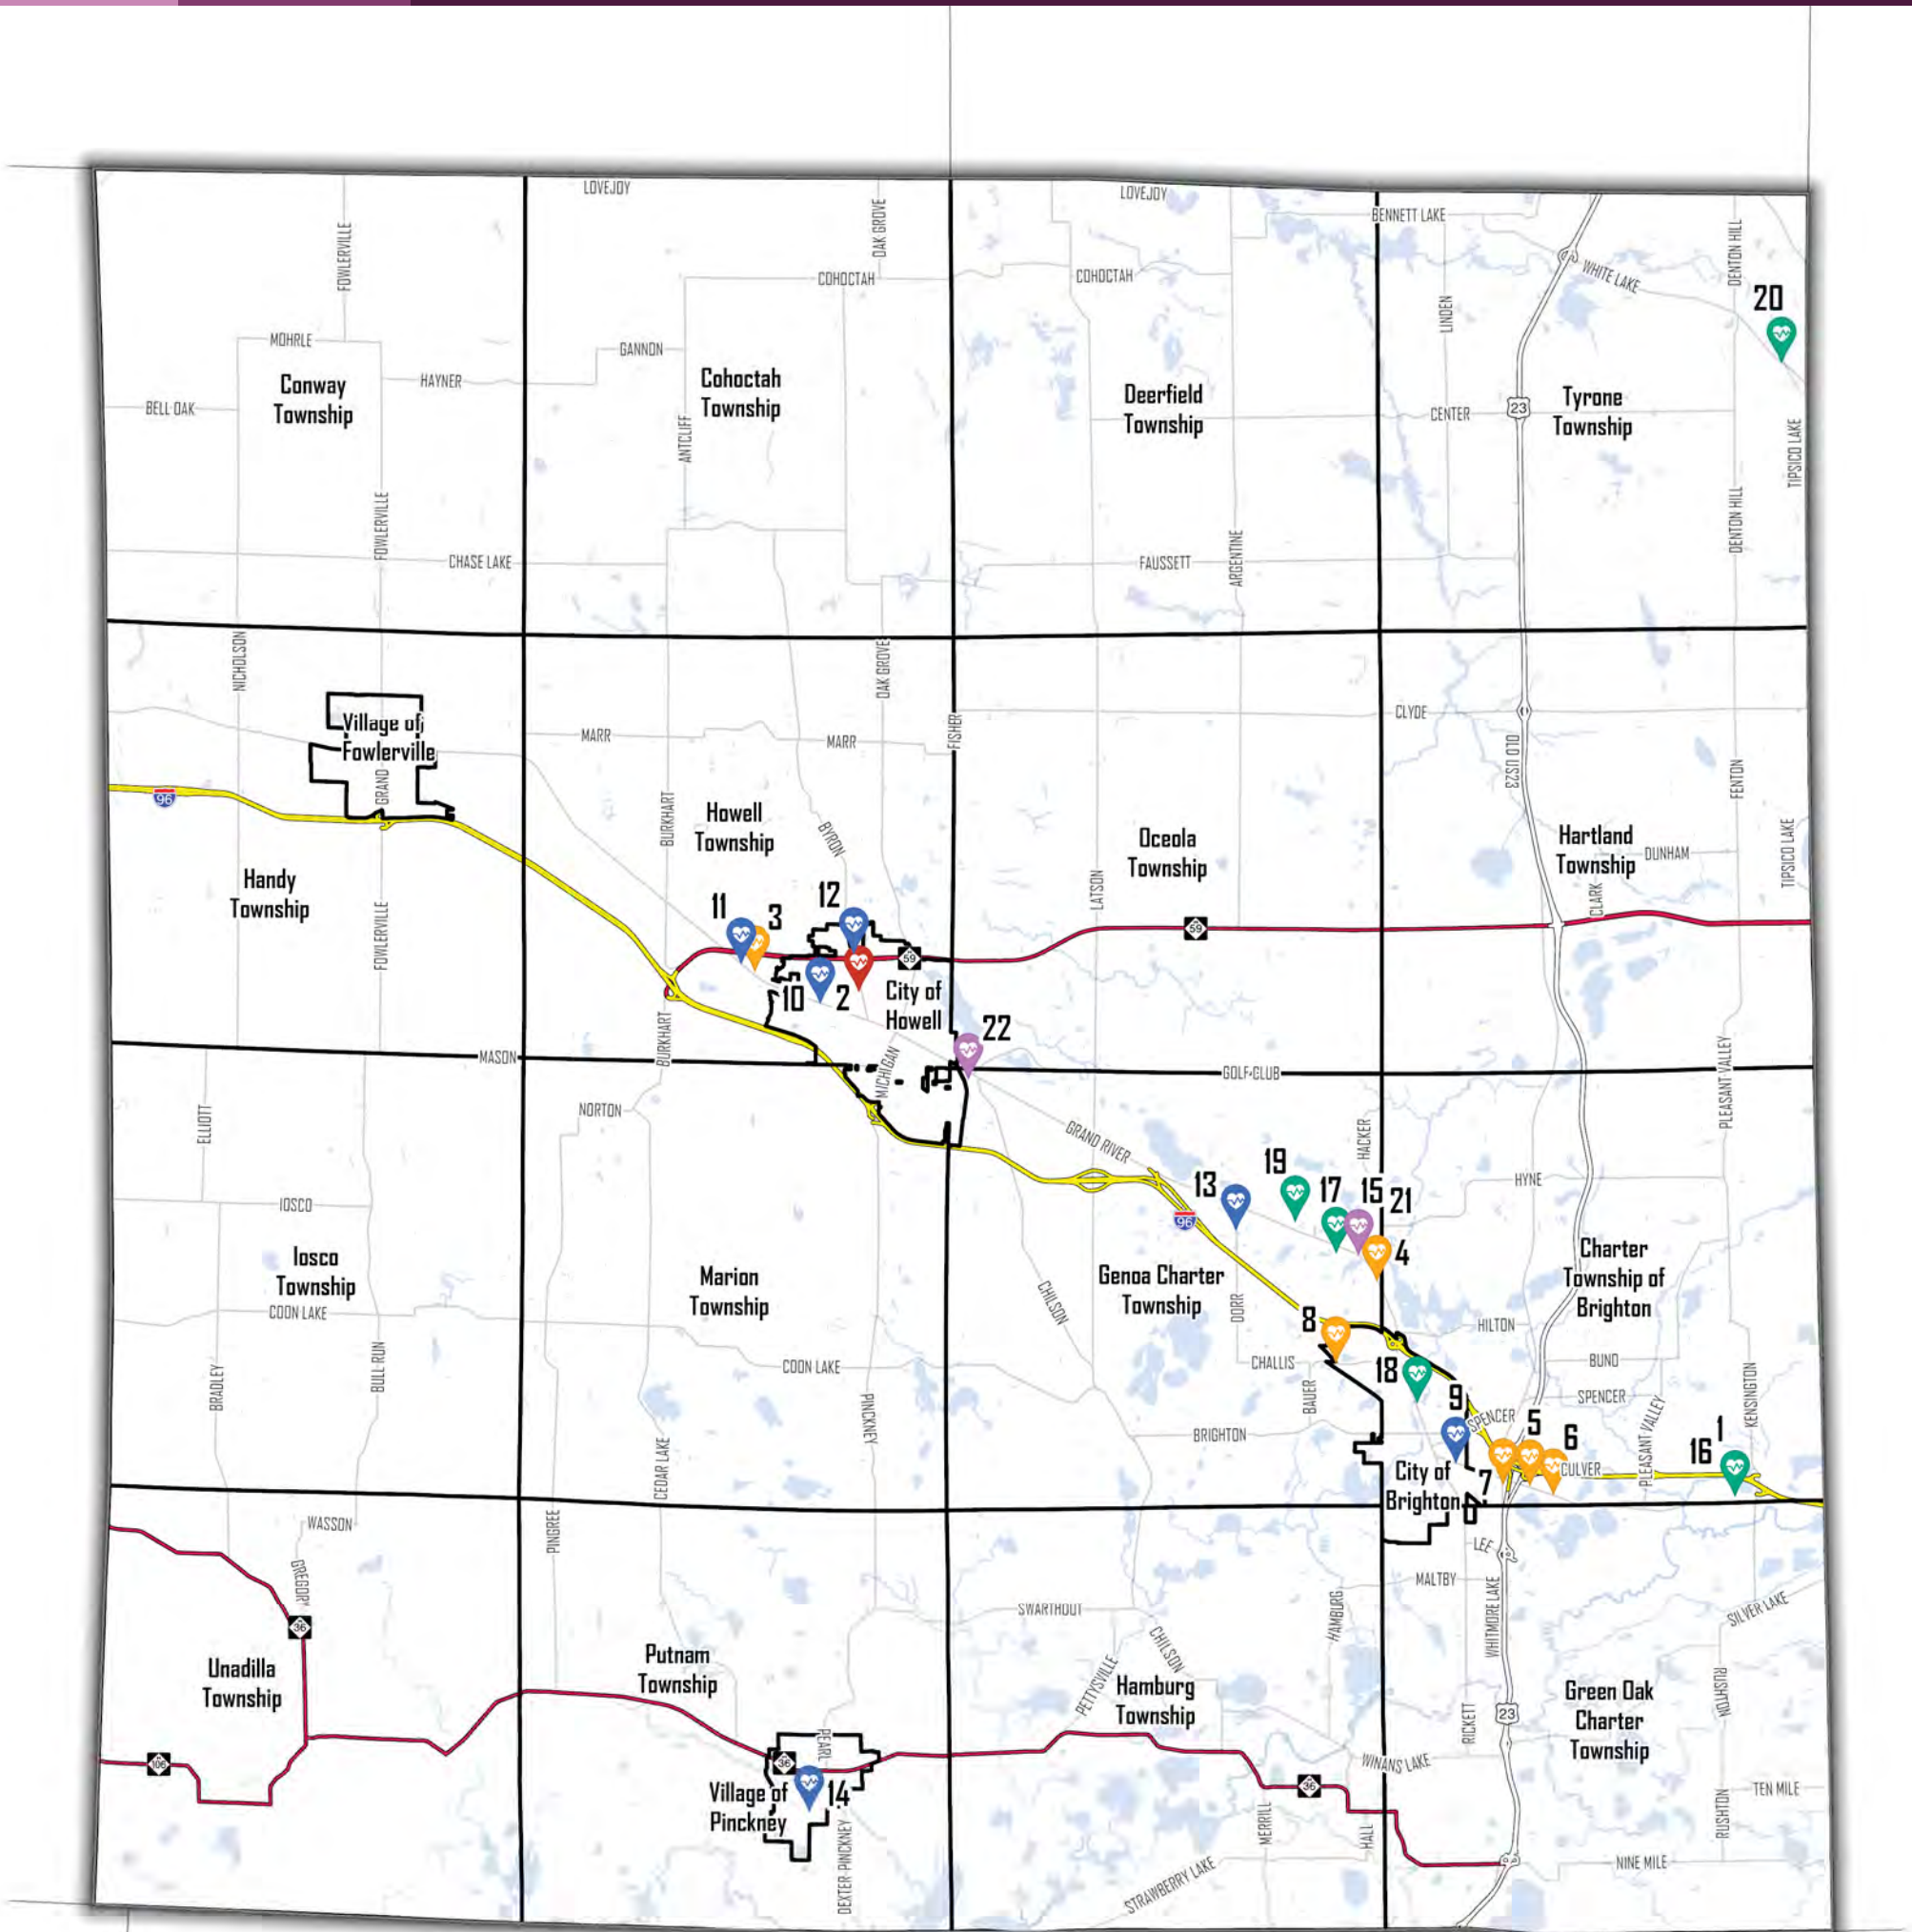 LOVEJOY
LOVEJOY
BENNETT LAKE
FOWLERVILLE
OAK GROVE
DENTON HILL
COHOCTAH
COHOCTAH
WHITE LAKE
20
LINDEN
MOHRLE
GANNON
HAYNER
Conway
Township
Cohoctah
Township
Deerfield
Township
Tyrone
Township
BELL OAK
ANTCLIFF
CENTER
23
TIPSICO LAKE
FOWLERVILLE
DENTON HILL
CHASE LAKE
FAUSSETT
ARGENTINE
NICHOLSON
OAK GROVE
Village of
Fowlerville
MARR
MARR
FISHER
CLYDE
OLD US23
GRAND
96
FENTON
BURKHART
Howell
Township
BYRON
Oceola
Township
Hartland
Township
DUNHAM
TIPSICO LAKE
Handy
Township
LATSON
CLARK
FOWLERVILLE
11
3
12
59
59
10
2
City of
Howell
22
BURKHART
MASON
MICHIGAN
GOLF CLUB
PLEASANT VALLEY
ELLIOTT
NORTON
GRAND RIVER
HACKER
IOSCO
HYNE
13
19
17
15
21
96
4
Iosco
Township
Marion
Township
Genoa Charter
Township
Charter
Township of
Brighton
COON LAKE
CHILSON
DORR
8
HILTON
BRADLEY
BULL RUN
COON LAKE
CHALLIS
18
BUNO
BAUER
SPENCER
KENSINGTON
PINCKNEY
9
SPENCER
PLEASANT VALLEY
BRIGHTON
5
6
1
16
CULVER
CEDAR LAKE
City of
Brighton
7
WASSON
PINGREE
LEE
GREGORY
MALTBY
WHITMORE LAKE
36
SWARTHOUT
HAMBURG
SILVER LAKE
Unadilla
Township
Putnam
Township
CHILSON
PETTYSVILLE
Hamburg
Township
Green Oak
Charter
Township
RUSHTON
RICKETT
23
PEARL
106
36
WINANS LAKE
Village of
Pinckney
14
36
TEN MILE
MERRILL
HALL
RUSHTON
DEXTER-PINCKNEY
STRAWBERRY LAKE
NINE MILE